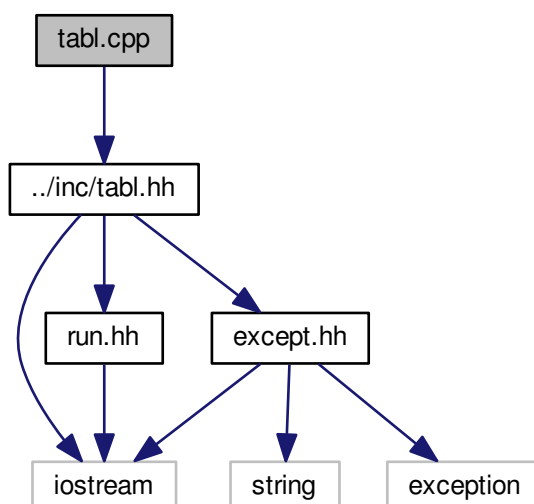 tabl.cpp
../inc/tabl.hh
run.hh
except.hh
iostream
string
exception